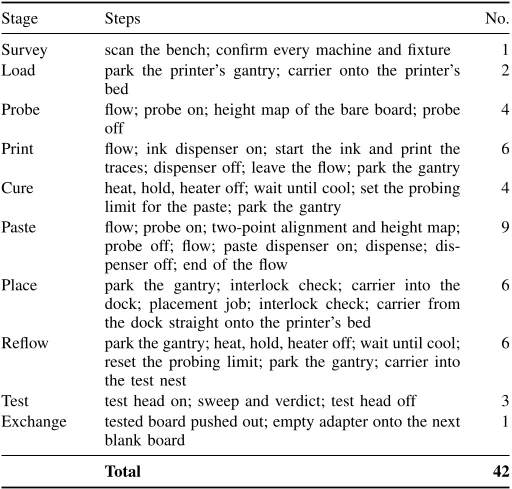 Stage Steps No.
Survey scan the bench; confirm every machine and fixture 1
Load park the printer's gantry; carrier onto the printer's 2
bed
Probe flow; probe on; height map of the bare board; probe 4
off
Print flow; ink dispenser on; start the ink and print the 6
traces; dispenser off; leave the flow; park the gantry
Cure heat, hold, heater off; wait until cool; set the probing 4
limit for the paste; park the gantry
Paste flow; probe on; two-point alignment and height map; 9
probe off; flow; paste dispenser on; dispense; dis-
penser off; end of the flow
Place park the gantry; interlock check; carrier into the 6
dock; placement job; interlock check; carrier from
the dock straight onto the printer's bed
Reflow park the gantry; heat, hold, heater off; wait until cool; 6
reset the probing limit; park the gantry; carrier into
the test nest
Test test head on; sweep and verdict; test head off 3
Exchange tested board pushed out; empty adapter onto the next 1
blank board
Total 42